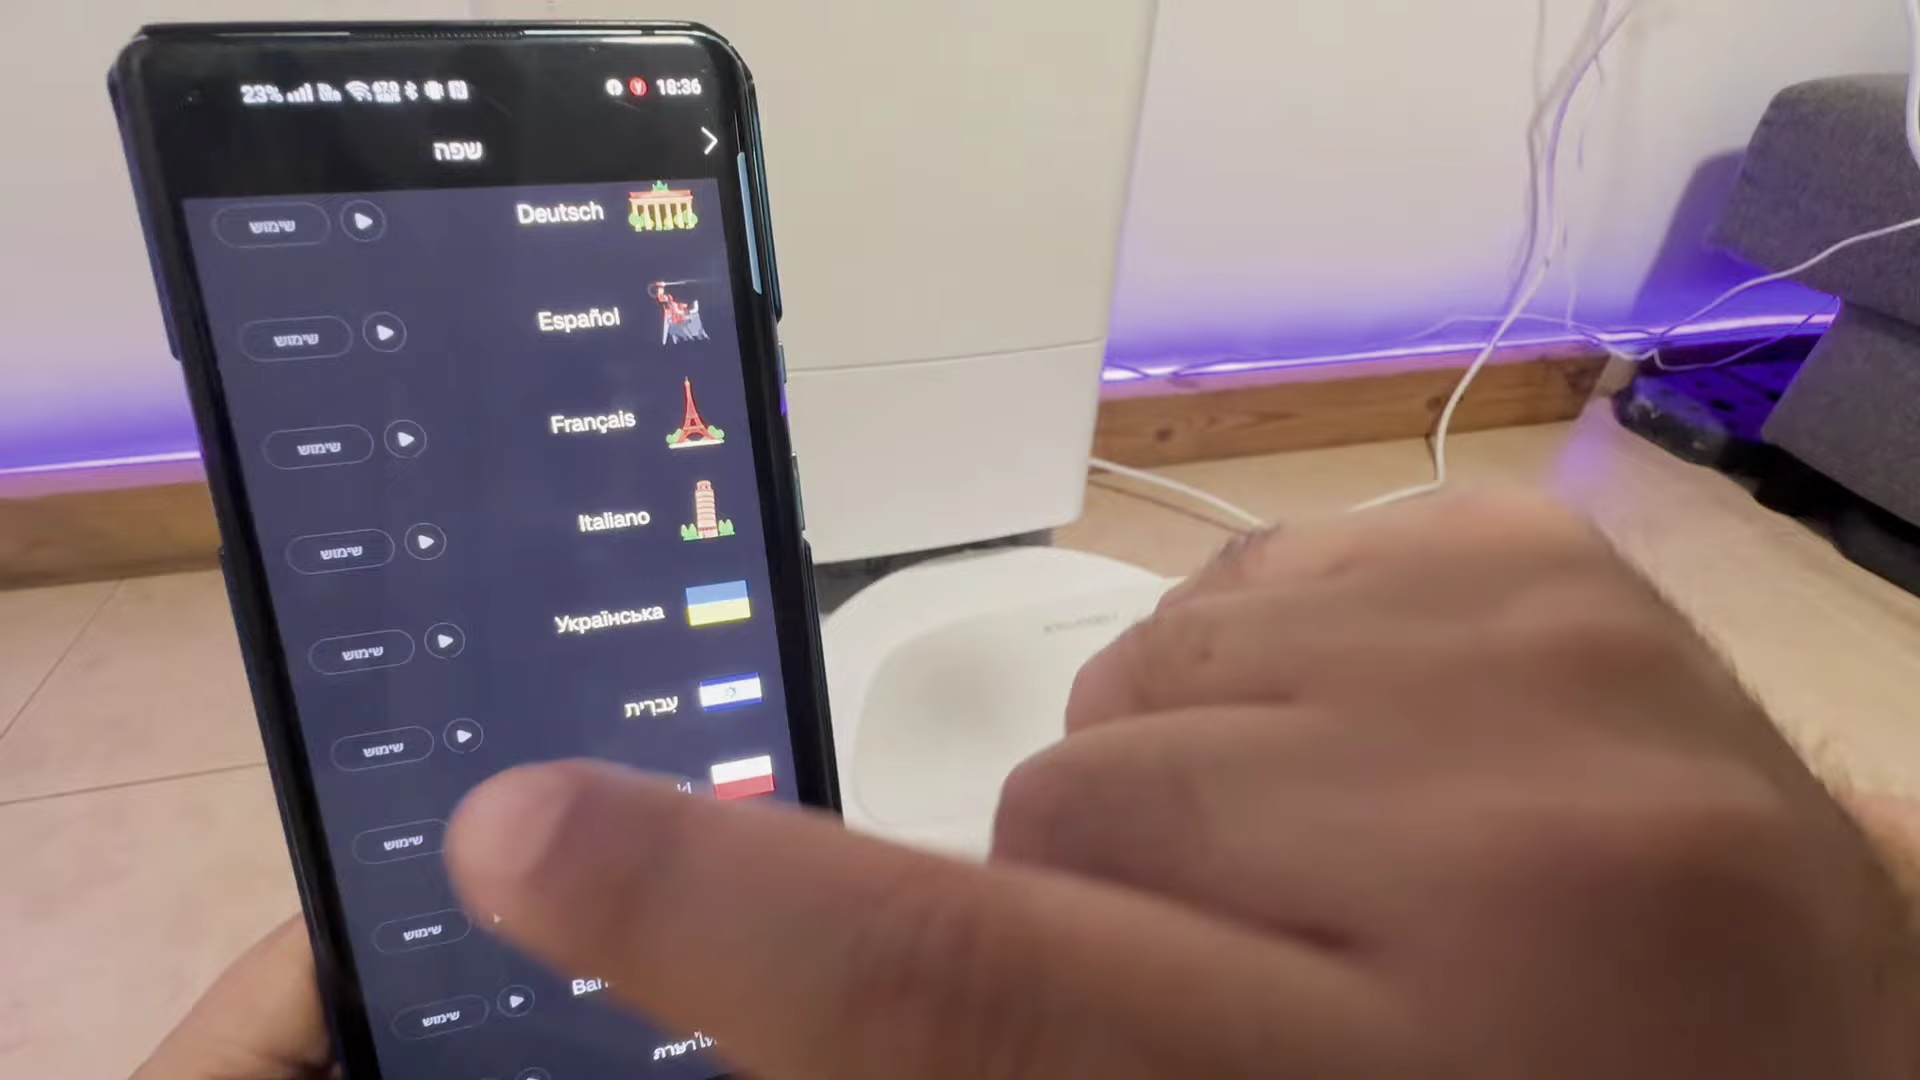 23% 18:36
שפה
Deutsch שימוש
Español שימוש
Français שימוש
Italiano שימוש
Українська שימוש
עברית שימוש
שימוש
שימוש
שימוש